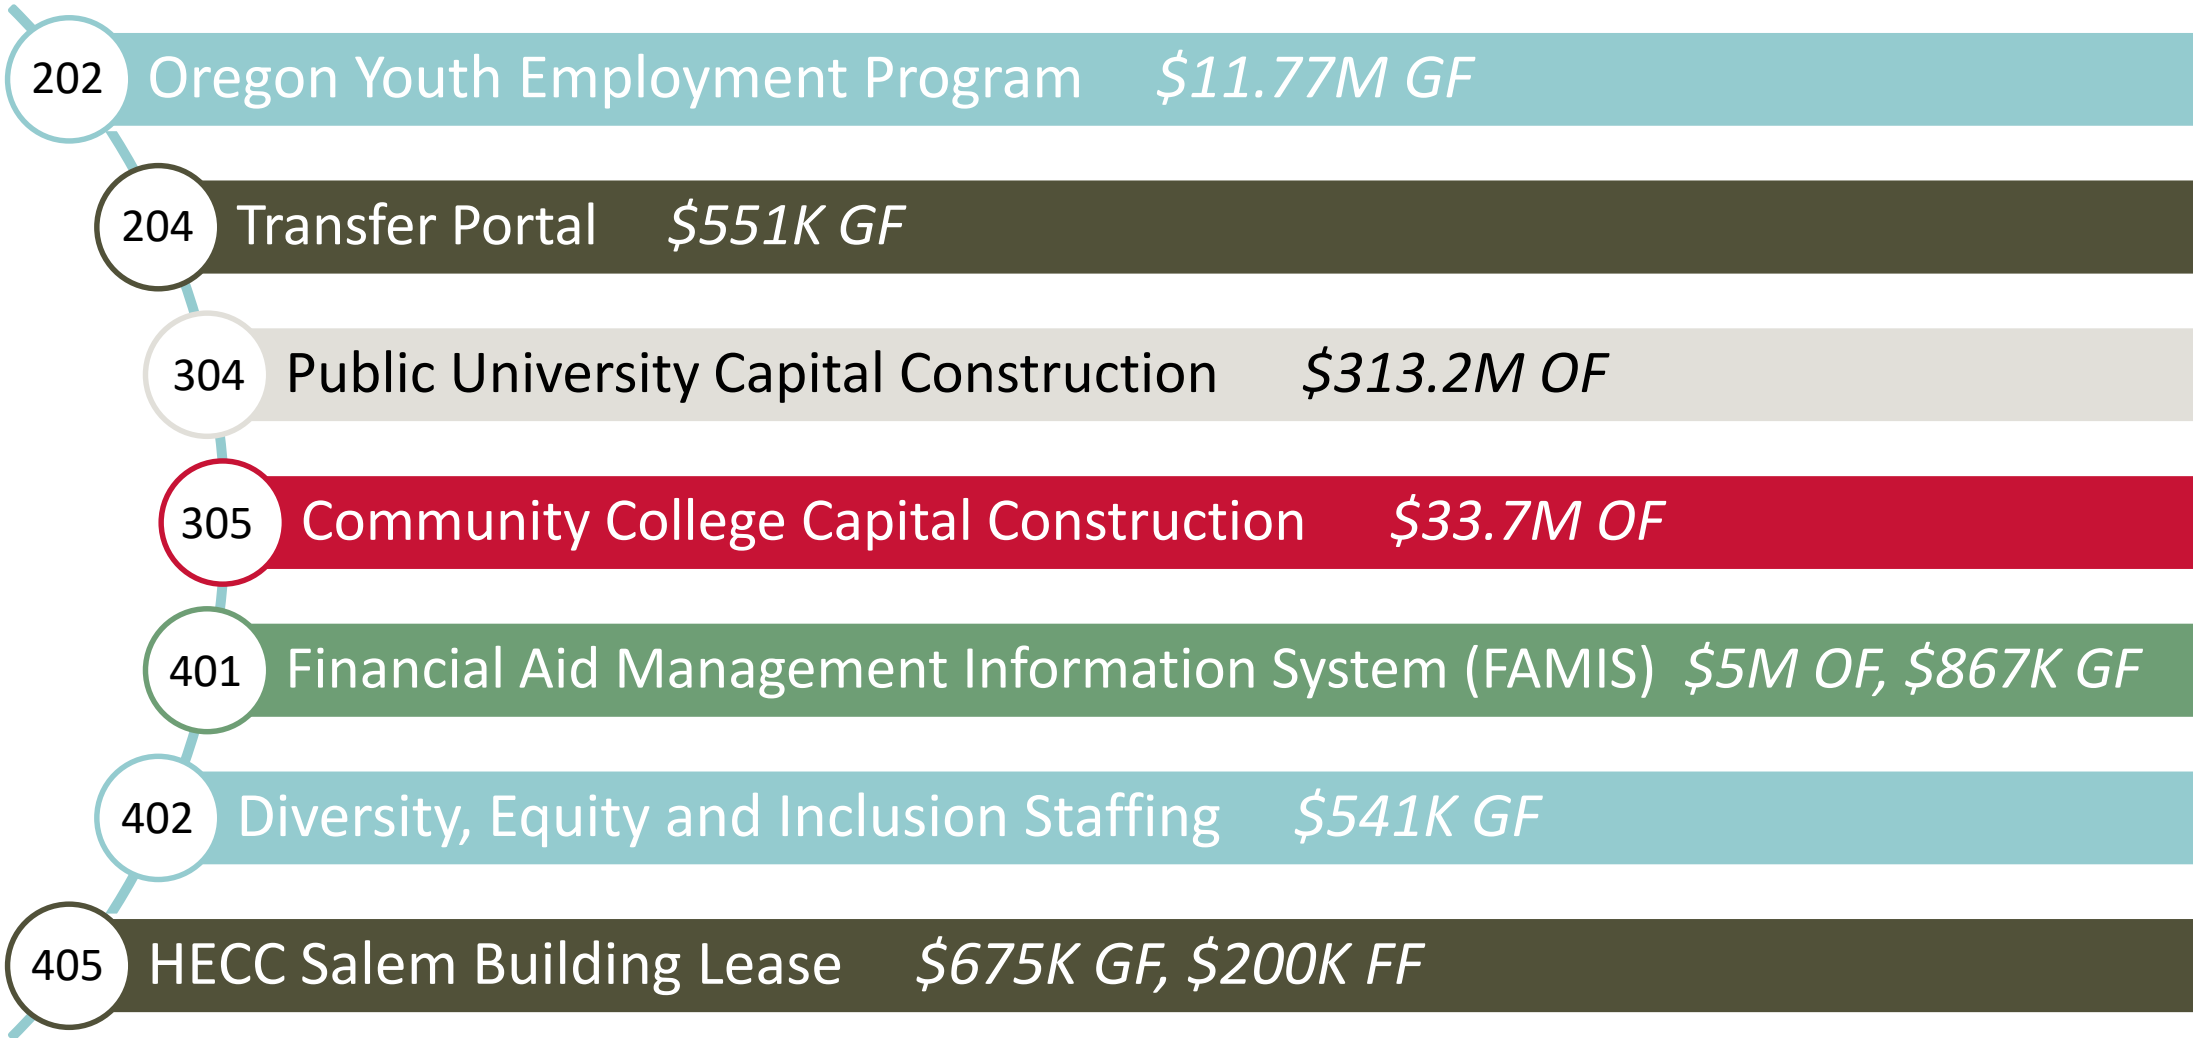 202 Oregon Youth Employment Program $11.77M GF
204 Transfer Portal $551K GF
304 Public University Capital Construction $313.2M OF
305 Community College Capital Construction $33.7M OF
401 Financial Aid Management Information System (FAMIS) $5M OF, $867K GF
402 Diversity, Equity and Inclusion Staffing $541K GF
405 HECC Salem Building Lease $675K GF, $200K FF